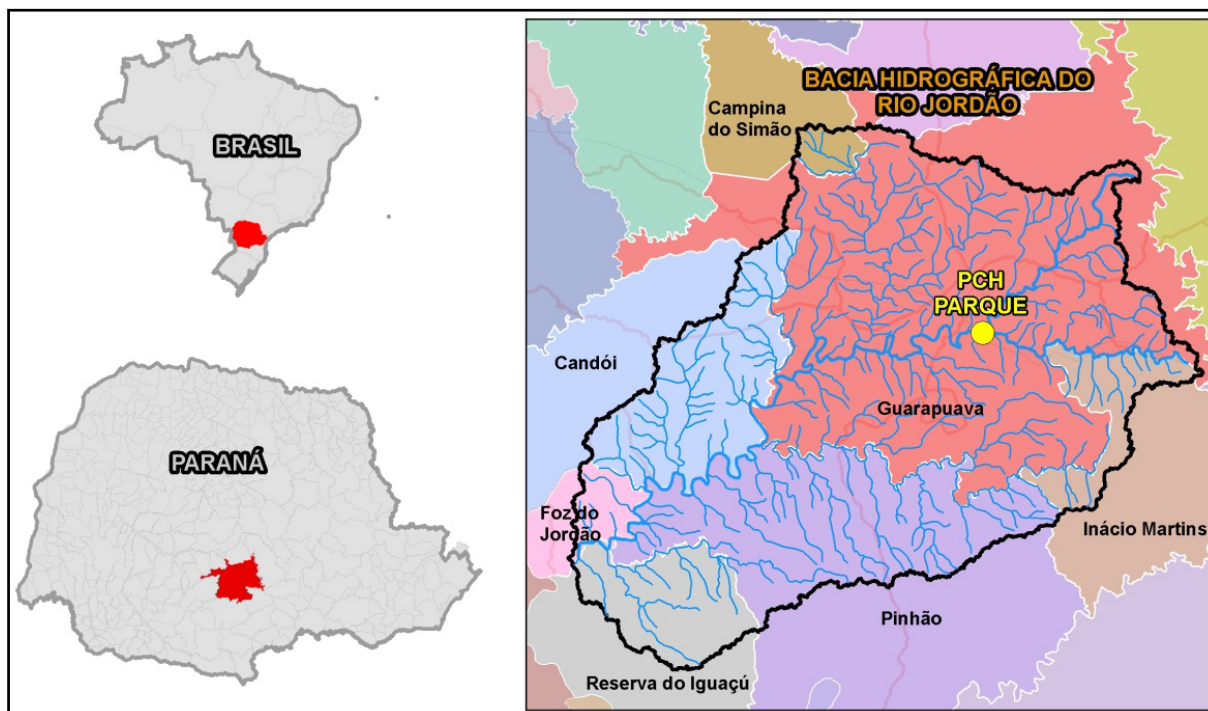 BRASIL
PARANÁ
BACIA HIDROGRÁFICA DO
RIO JORDÃO
Campina
do Simão
PCH
PARQUE
Candói
Guarapuava
Foz do
Jordão
Inácio Martins
Pinhão
Reserva do Iguaçú